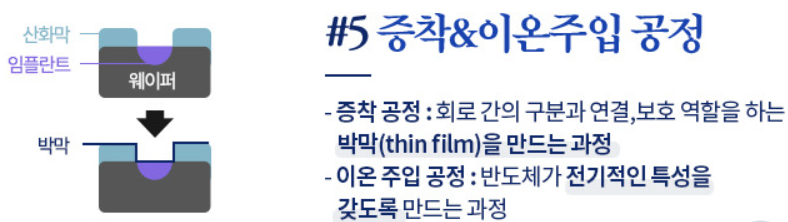 산화막
임플란트
웨이퍼
박막
#5 증착&이온주입 공정
- 증착 공정 : 회로 간의 구분과 연결,보호 역할을 하는
박막(thin film)을 만드는 과정
- 이온 주입 공정 : 반도체가 전기적인 특성을
갖도록 만드는 과정